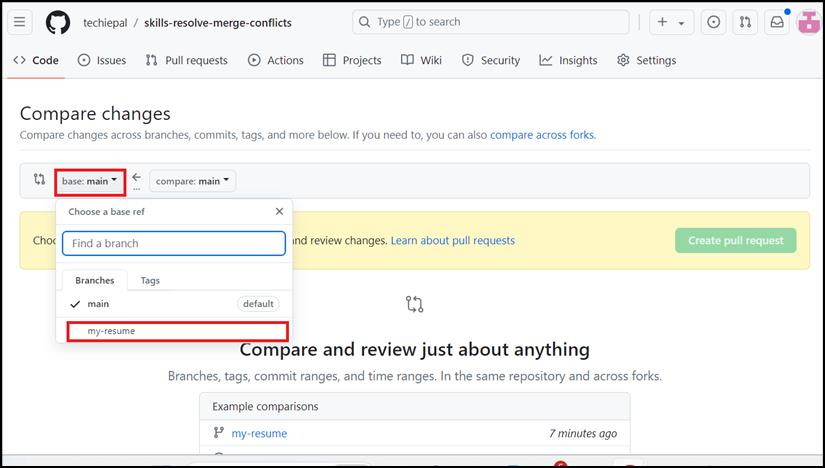 techiepal / skills-resolve-merge-conflicts
Type / to search
Code Issues Pull requests Actions Projects Wiki Security Insights Settings
Compare changes
Compare changes across branches, commits, tags, and more below. If you need to, you can also compare across forks.
base: main compare: main
Choose a base ref
Find a branch
and review changes. Learn about pull requests
Create pull request
Branches Tags
main default
my-resume
Compare and review just about anything
Branches, tags, commit ranges, and time ranges. In the same repository and across forks.
Example comparisons
my-resume 7 minutes ago